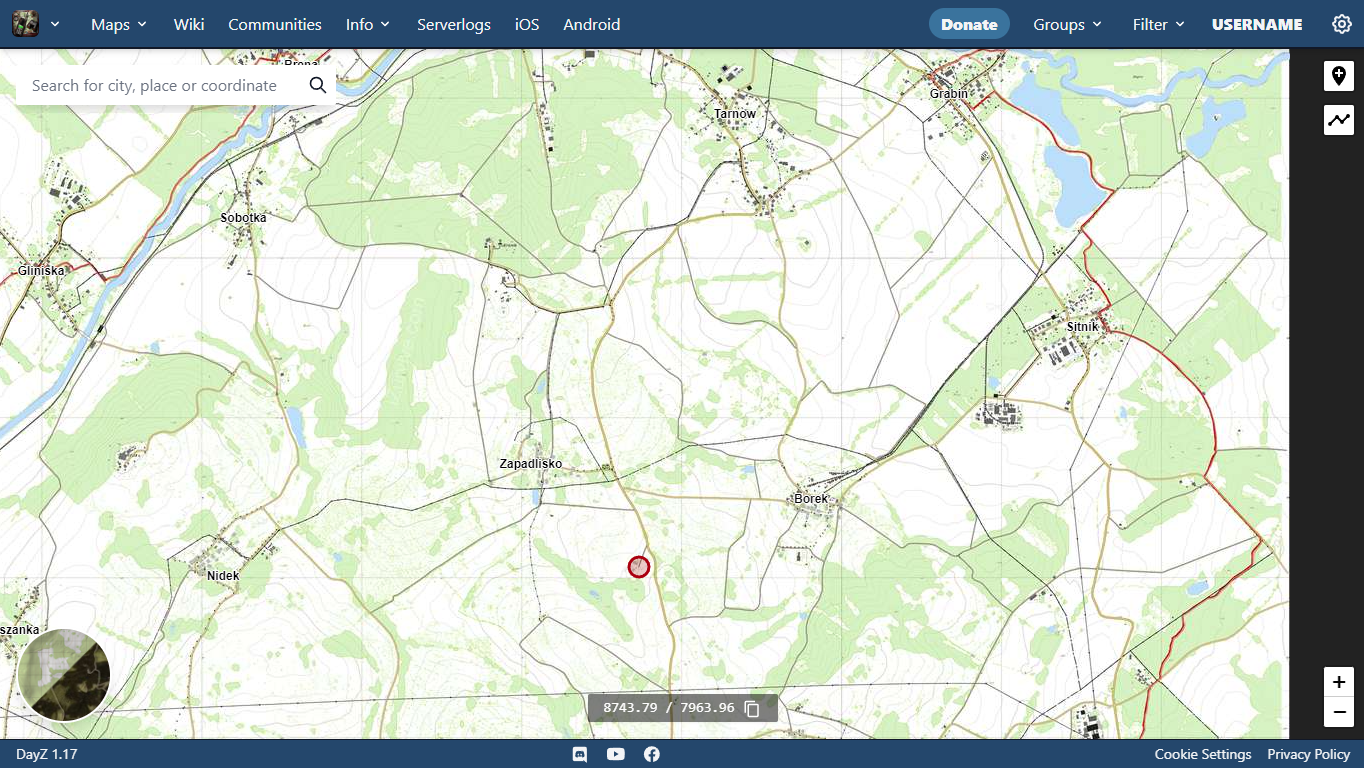 Maps Wiki Communities Info Serverlogs iOS Android Donate Groups Filter USERNAME
Search for city, place or coordinate
Grabin
Tarnow
Sobotka
Gliniska
Sitnik
Zapadlisko
Borek
Nidek
szanka
8743.79 / 7963.96
DayZ 1.17 Cookie Settings Privacy Policy